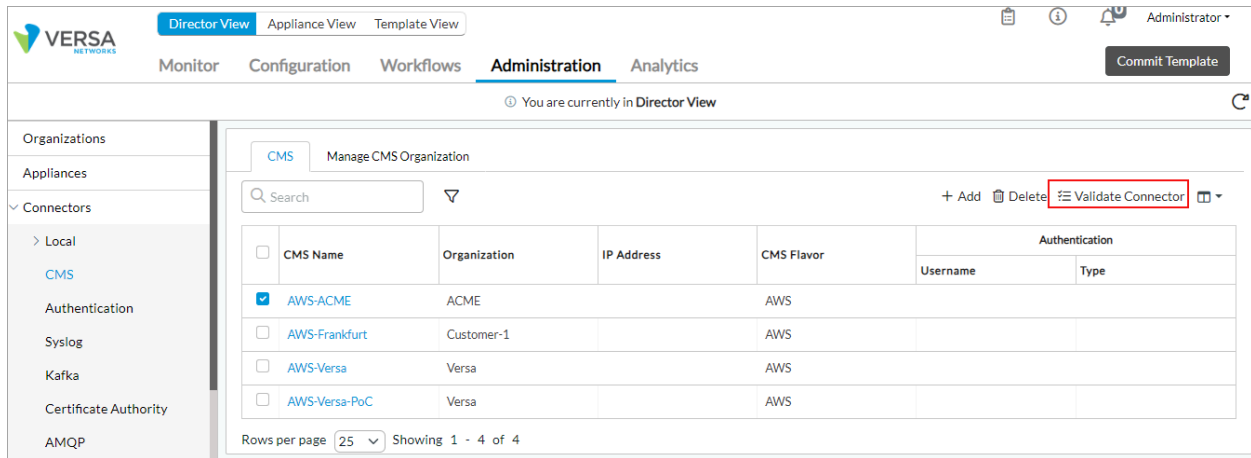 VERSA
NETWORKS
Director View Appliance View Template View
Administrator
Monitor Configuration Workflows Administration Analytics
Commit Template
You are currently in Director View
Organizations
Appliances
Connectors
Local
CMS
Authentication
Syslog
Kafka
Certificate Authority
AMQP
CMS Manage CMS Organization
Search
+ Add Delete Validate Connector
CMS Name Organization IP Address CMS Flavor Authentication
Username Type
AWS-ACME ACME AWS
AWS-Frankfurt Customer-1 AWS
AWS-Versa Versa AWS
AWS-Versa-PoC Versa AWS
Rows per page 25 Showing 1 - 4 of 4